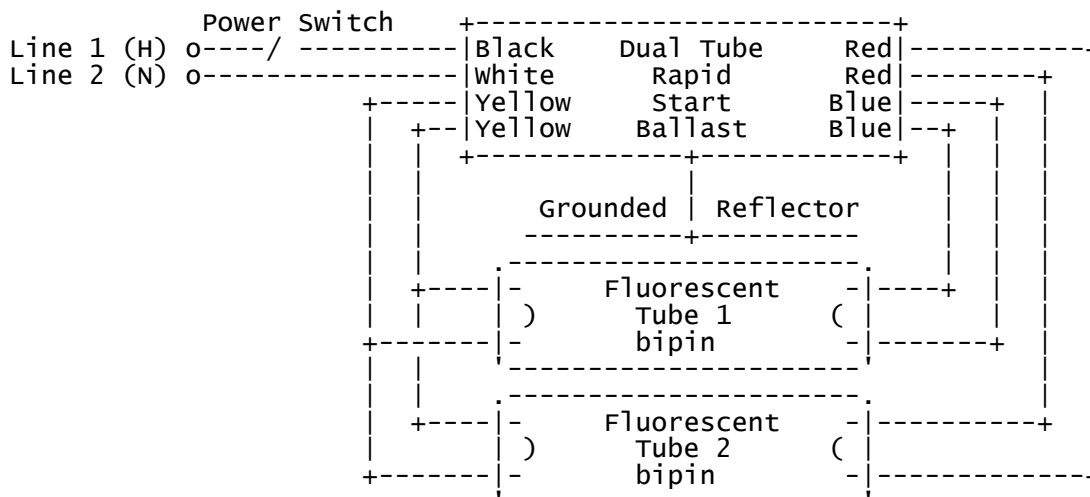 Power Switch
Line 1 (H) o----/ ----------|Black Dual Tube Red|
Line 2 (N) o----------------|White Rapid Red|
Yellow Start Blue
Yellow Ballast Blue
Grounded | Reflector
Fluorescent
Tube 1
bipin
Fluorescent
Tube 2
bipin